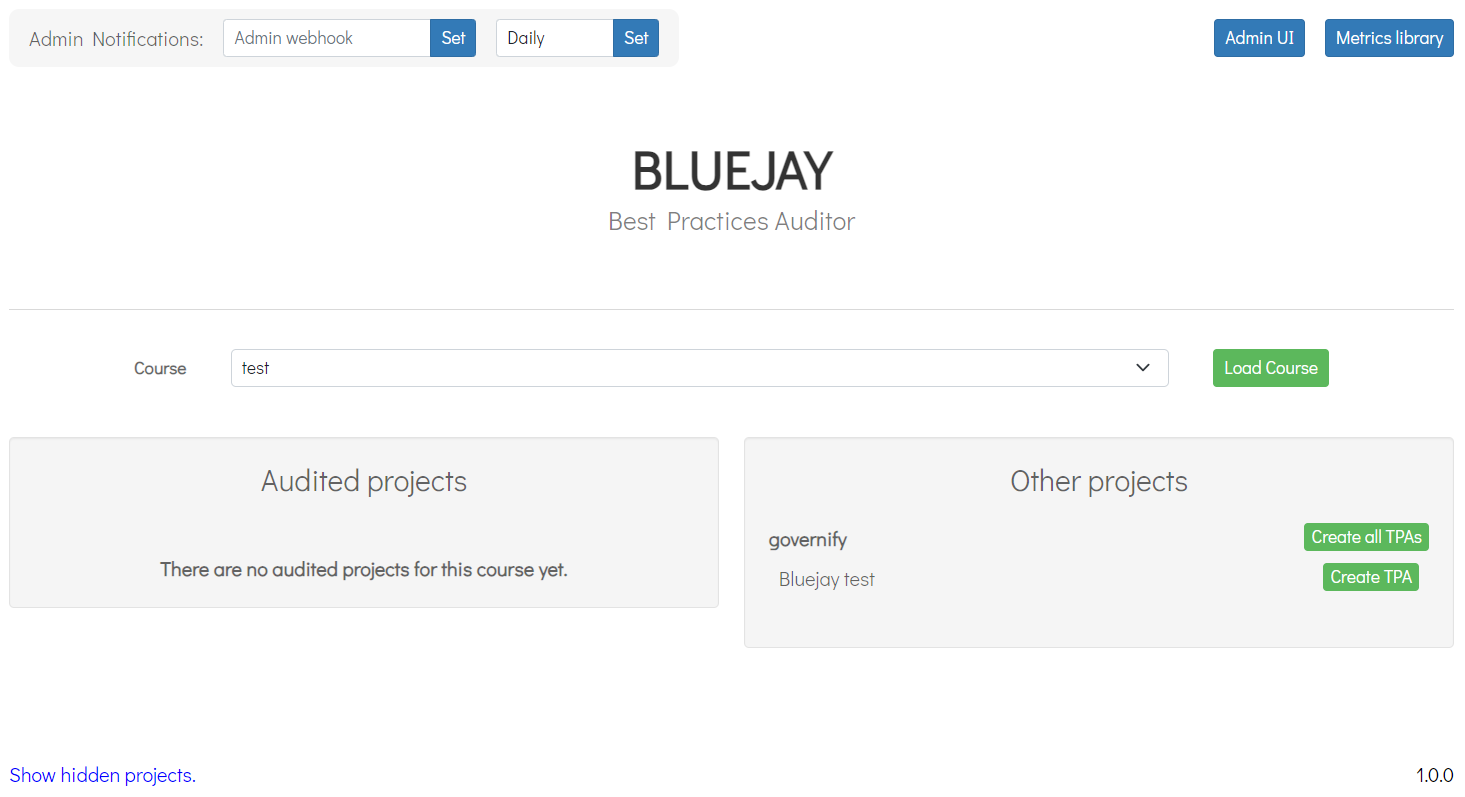 Admin Notifications: Admin webhook Set Daily Set Admin UI Metrics library
BLUEJAY
Best Practices Auditor
Course test Load Course
Audited projects
There are no audited projects for this course yet.
Other projects
governify Create all TPAs
Bluejay test Create TPA
Show hidden projects. 1.0.0